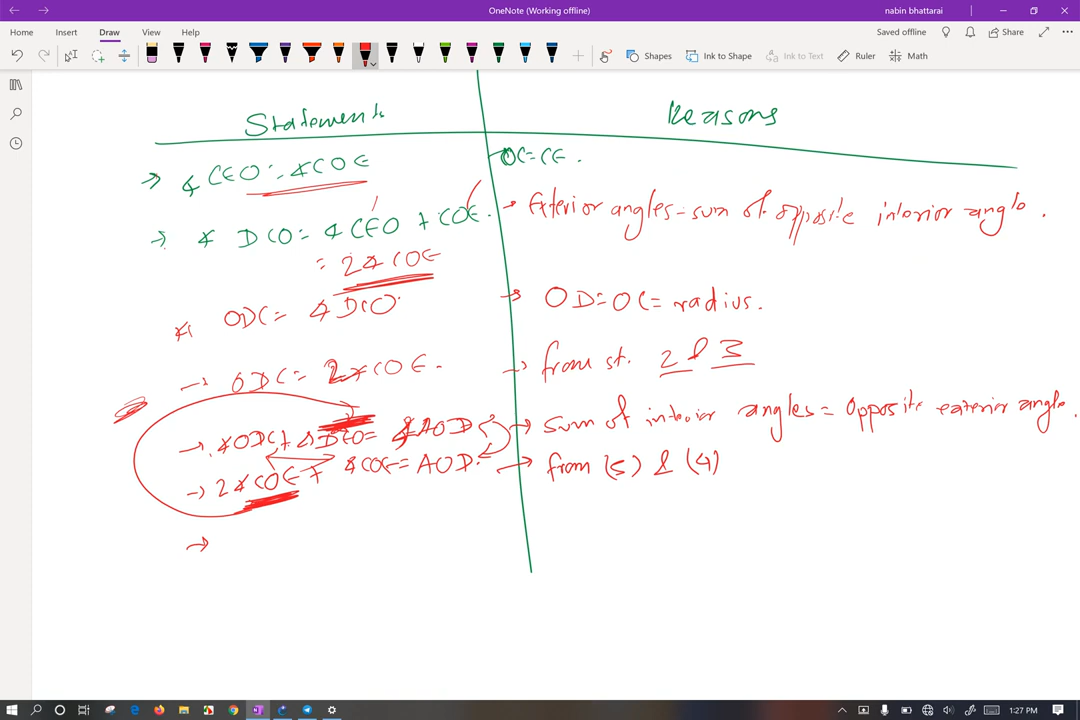 OneNote (Working offline)
nabin bhattarai
Home Insert Draw View Help
Saved offline Share
Shapes Ink to Shape Ink to Text Ruler Math
Statements Reasons
→ ∡ CEO = ∡COE OC=CE.
→ ∡ DCO = ∡CEO + COE. → Exterior angles = sum of opposite interior angle.
= 2∡COE
ODC = ∡DCO → OD=OC= radius.
→ ODC = 2∡COE. → from st. 2 & 3
→ ∡ODC + = ∡AOD → sum of interior angles = opposite exterior angle.
→ 2∡COE + ∡COE = AOD. → from (5) & (4)
→
1:27 PM